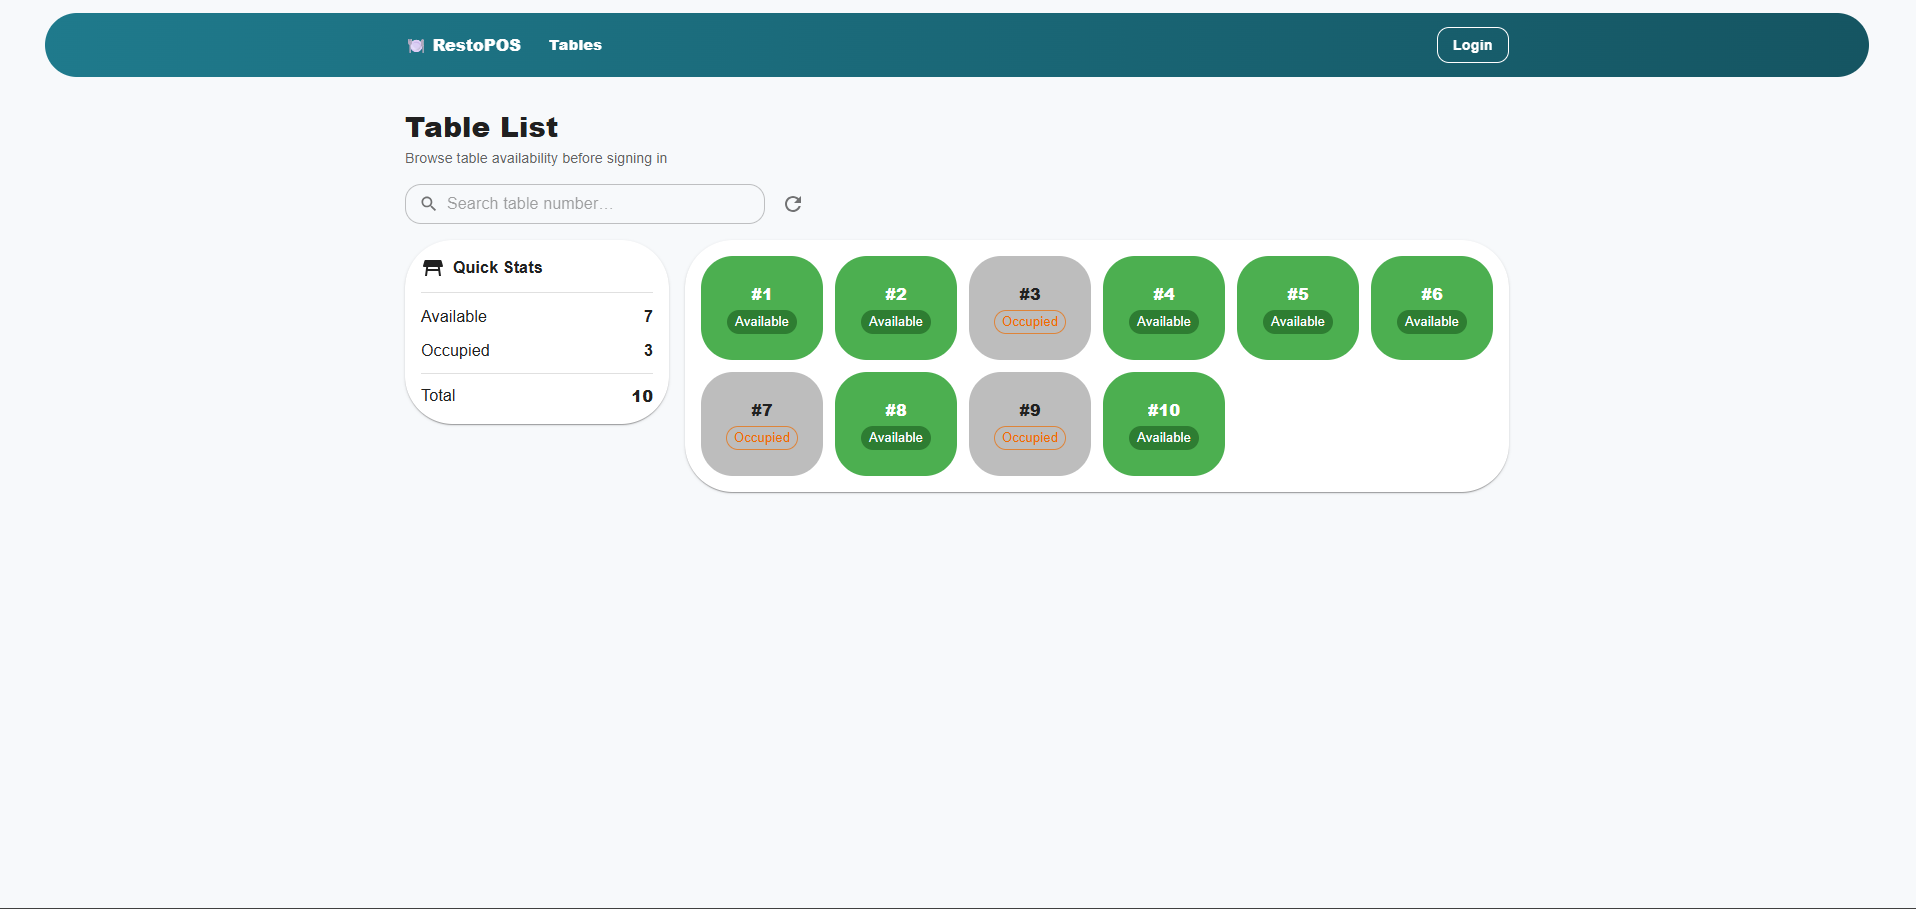 RestoPOS Tables Login
Table List
Browse table availability before signing in
Search table number...
Quick Stats
Available 7
Occupied 3
Total 10
#1 #2 #3 #4 #5 #6
Available Available Occupied Available Available Available
#7 #8 #9 #10
Occupied Available Occupied Available